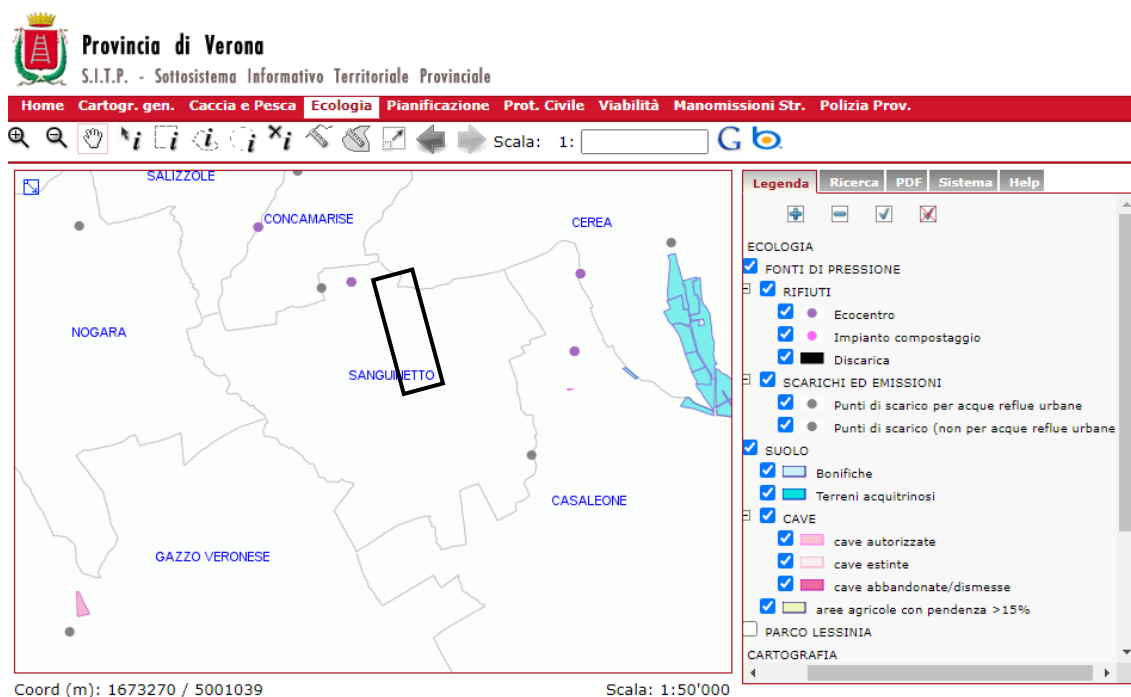 Provincia di Verona
S.I.T.P. - Sottosistema Informativo Territoriale Provinciale
Home Cartogr. gen. Caccia e Pesca Ecologia Pianificazione Prot. Civile Viabilità Manomissioni Str. Polizia Prov.
Scala: 1:
SALIZZOLE
CONCAMARISE
CEREA
NOGARA
SANGUINETTO
CASALEONE
GAZZO VERONESE
Legenda Ricerca PDF Sistema Help
ECOLOGIA
FONTI DI PRESSIONE
RIFIUTI
Ecocentro
Impianto compostaggio
Discarica
SCARICHI ED EMISSIONI
Punti di scarico per acque reflue urbane
Punti di scarico (non per acque reflue urbane
SUOLO
Bonifiche
Terreni acquitrinosi
CAVE
cave autorizzate
cave estinte
cave abbandonate/dismesse
aree agricole con pendenza >15%
PARCO LESSINIA
CARTOGRAFIA
Coord (m): 1673270 / 5001039
Scala: 1:50'000